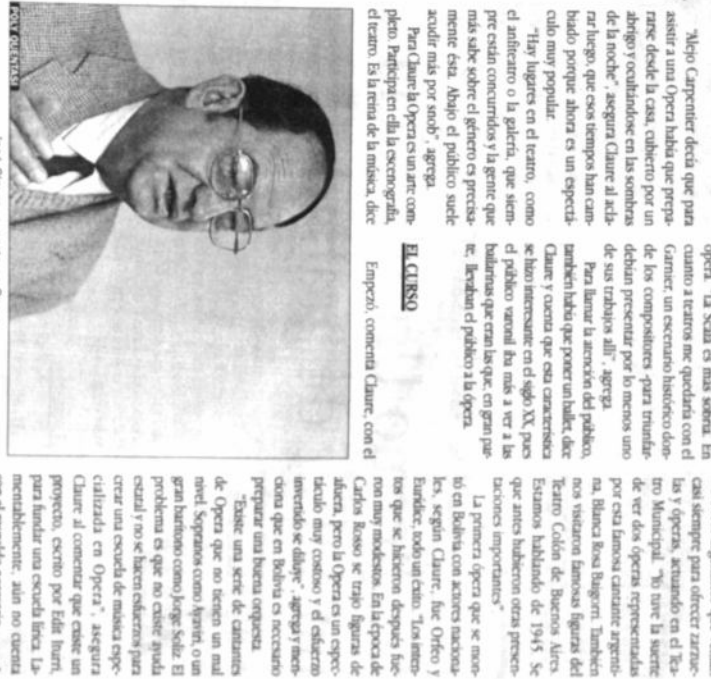 "Alejo Carpentier decía que para
asistir a una Opera había que prepa-
rarse desde la casa, cubierto por un
abrigo y ocultándose en las sombras
de la noche", asegura Claure al acla-
rar luego, que esos tiempos han cam-
biado porque ahora es un espectá-
culo muy popular.
"Hay lugares en el teatro, como
el anfiteatro o la galería, que siem-
pre están concurridos y la gente que
más sabe sobre el género es precisa-
mente ésta. Abajo el público suele
acudir más por snob", agrega.
Para Claure la Opera es un arte com-
pleto. Participa en ella la escenografía,
el teatro. Es la reina de la música, dice
POLY QUENTASI
opera. La Scala es más sobria. En
cuanto a teatros me quedaría con el
Garnier, un escenario histórico don-
de los compositores -para triunfar-
debían presentar por lo menos uno
de sus trabajos allí", agrega.
Para llamar la atención del público,
también había que poner un ballet, dice
Claure y cuenta que esta característica
se hizo interesante en el siglo XX, pues
el público varonil iba más a ver a las
bailarinas que eran las que, en gran par-
te, llevaban el público a la ópera.
EL CURSO
Empezó, comenta Claure, con el
casi siempre para ofrecer zarzue-
las y óperas, actuando en el Tea-
tro Municipal. "Yo tuve la suerte
de ver dos óperas representadas
por esta famosa cantante argenti-
na, Blanca Rosa Baigorri. También
nos visitaron famosas figuras del
Teatro Colón de Buenos Aires.
Estamos hablando de 1945. Se
que antes hubieron otras presen-
taciones importantes".
La primera ópera que se mon-
tó en Bolivia con actores naciona-
les, según Claure, fue Orfeo y
Eurídice, todo un éxito. "Los inten-
tos que se hicieron después fue-
ron muy modestos. En la época de
Carlos Rosso se trajo figuras de
afuera, pero la Opera es un espec-
táculo muy costoso y el esfuerzo
invertido se diluye", agrega y men-
ciona que en Bolivia es necesario
preparar una buena orquesta.
"Existe una serie de cantantes
de Opera que no tienen un mal
nivel. Sopranos como Ayaviri, o un
gran barítono como Jorge Soliz. El
problema es que no existe ayuda
estatal y no se hacen esfuerzos para
crear una escuela de música espe-
cializada en Opera", asegura
Claure al comentar que existe un
proyecto, escrito por Edit Iturri,
para fundar una escuela lírica. La-
mentablemente aún no cuenta